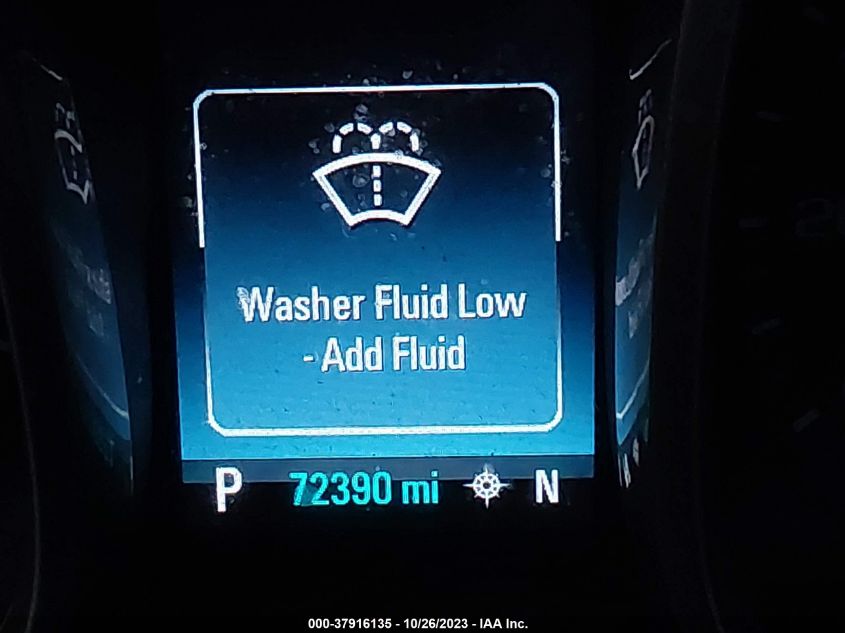 Washer Fluid Low
- Add Fluid
P 72390 mi N
000-37916135 - 10/26/2023 - IAA Inc.